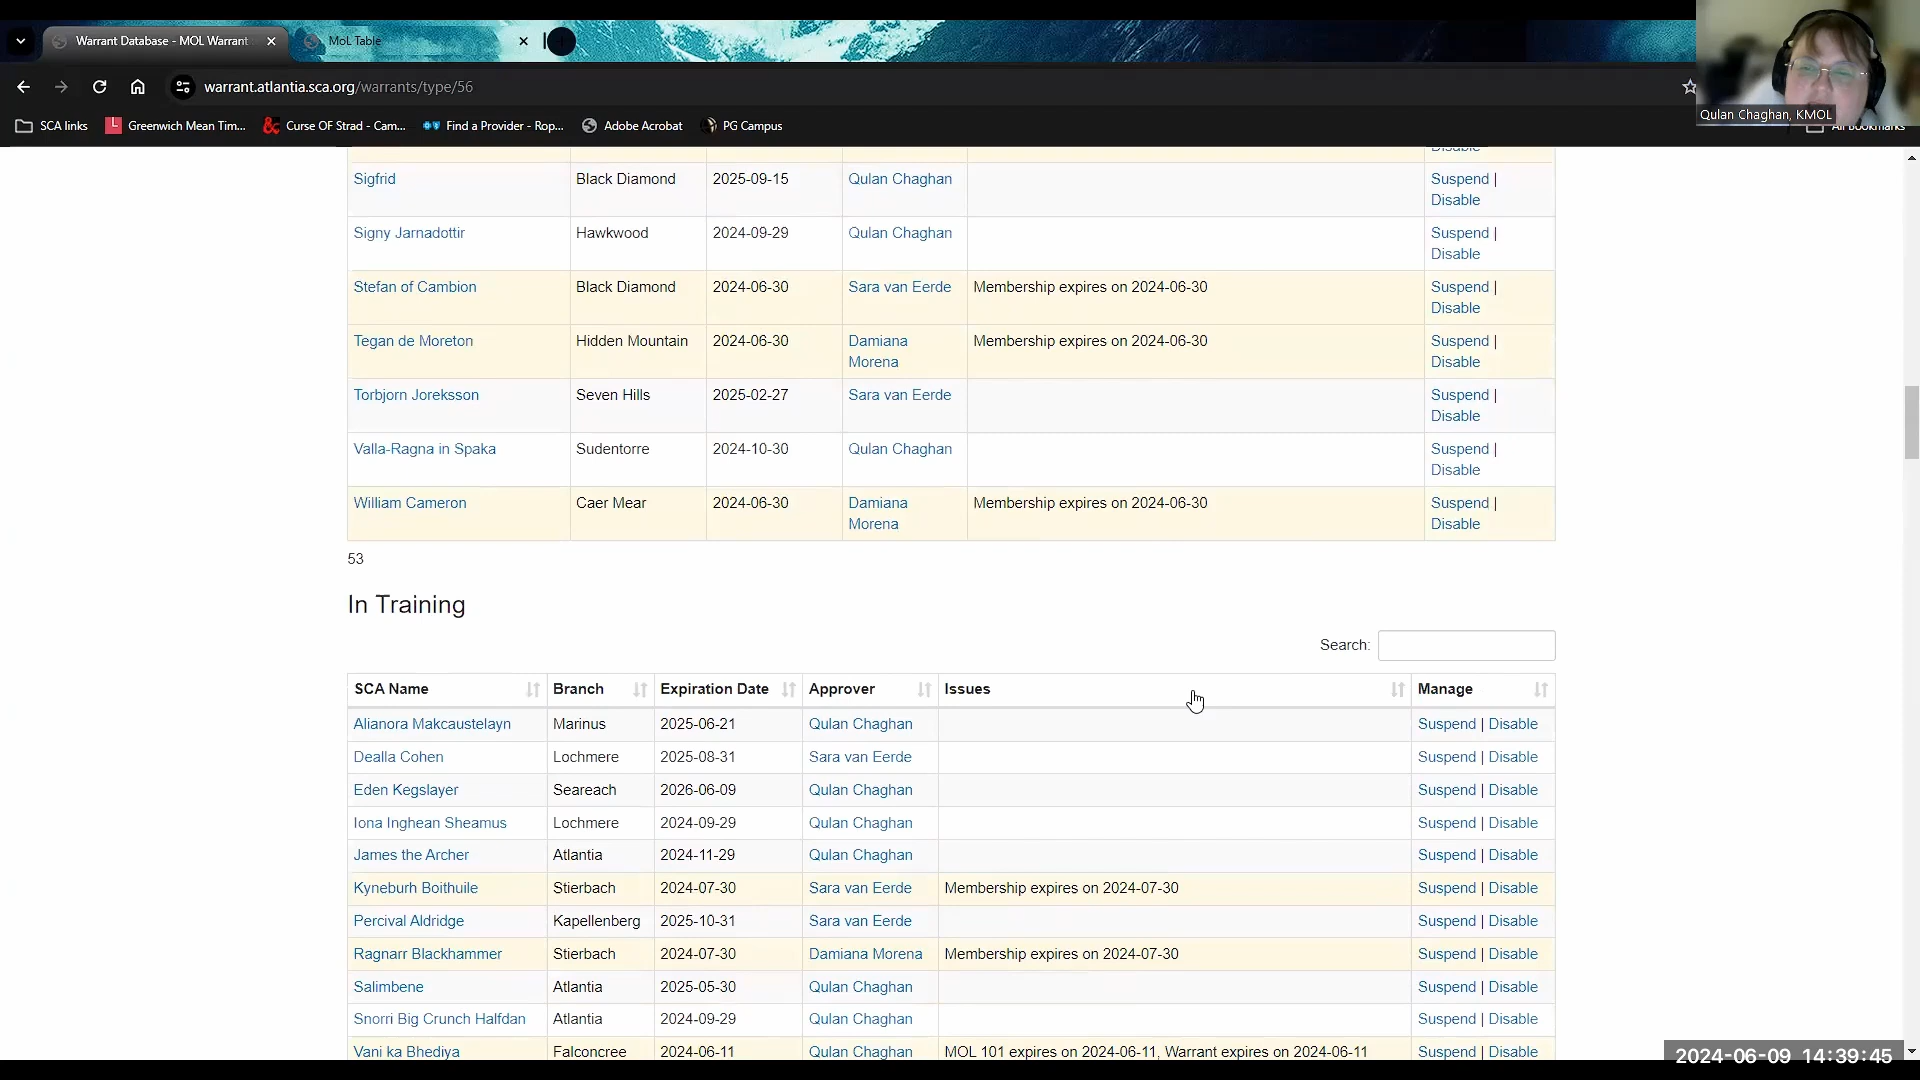 Warrant Database - MOL Warrant
MoL Table
warrant.atlantia.sca.org/warrants/type/56
SCA links
Greenwich Mean Tim...
Curse OF Strad - Cam...
Find a Provider - Rop...
Adobe Acrobat
PG Campus
All Bookmarks
Qulan Chaghan, KMOL
Disable
Sigfrid Black Diamond 2025-09-15 Qulan Chaghan Suspend |
Disable
Signy Jarnadottir Hawkwood 2024-09-29 Qulan Chaghan Suspend |
Disable
Stefan of Cambion Black Diamond 2024-06-30 Sara van Eerde Membership expires on 2024-06-30 Suspend |
Disable
Tegan de Moreton Hidden Mountain 2024-06-30 Damiana Membership expires on 2024-06-30 Suspend |
Morena Disable
Torbjorn Joreksson Seven Hills 2025-02-27 Sara van Eerde Suspend |
Disable
Valla-Ragna in Spaka Sudentorre 2024-10-30 Qulan Chaghan Suspend |
Disable
William Cameron Caer Mear 2024-06-30 Damiana Membership expires on 2024-06-30 Suspend |
Morena Disable
53
In Training
Search:
SCA Name Branch Expiration Date Approver Issues Manage
Alianora Makcaustelayn Marinus 2025-06-21 Qulan Chaghan Suspend | Disable
Dealla Cohen Lochmere 2025-08-31 Sara van Eerde Suspend | Disable
Eden Kegslayer Seareach 2026-06-09 Qulan Chaghan Suspend | Disable
Iona Inghean Sheamus Lochmere 2024-09-29 Qulan Chaghan Suspend | Disable
James the Archer Atlantia 2024-11-29 Qulan Chaghan Suspend | Disable
Kyneburh Boithuile Stierbach 2024-07-30 Sara van Eerde Membership expires on 2024-07-30 Suspend | Disable
Percival Aldridge Kapellenberg 2025-10-31 Sara van Eerde Suspend | Disable
Ragnarr Blackhammer Stierbach 2024-07-30 Damiana Morena Membership expires on 2024-07-30 Suspend | Disable
Salimbene Atlantia 2025-05-30 Qulan Chaghan Suspend | Disable
Snorri Big Crunch Halfdan Atlantia 2024-09-29 Qulan Chaghan Suspend | Disable
Vani ka Bhediya Falconcree 2024-06-11 Qulan Chaghan MOL 101 expires on 2024-06-11, Warrant expires on 2024-06-11 Suspend | Disable
2024-06-09 14:39:45